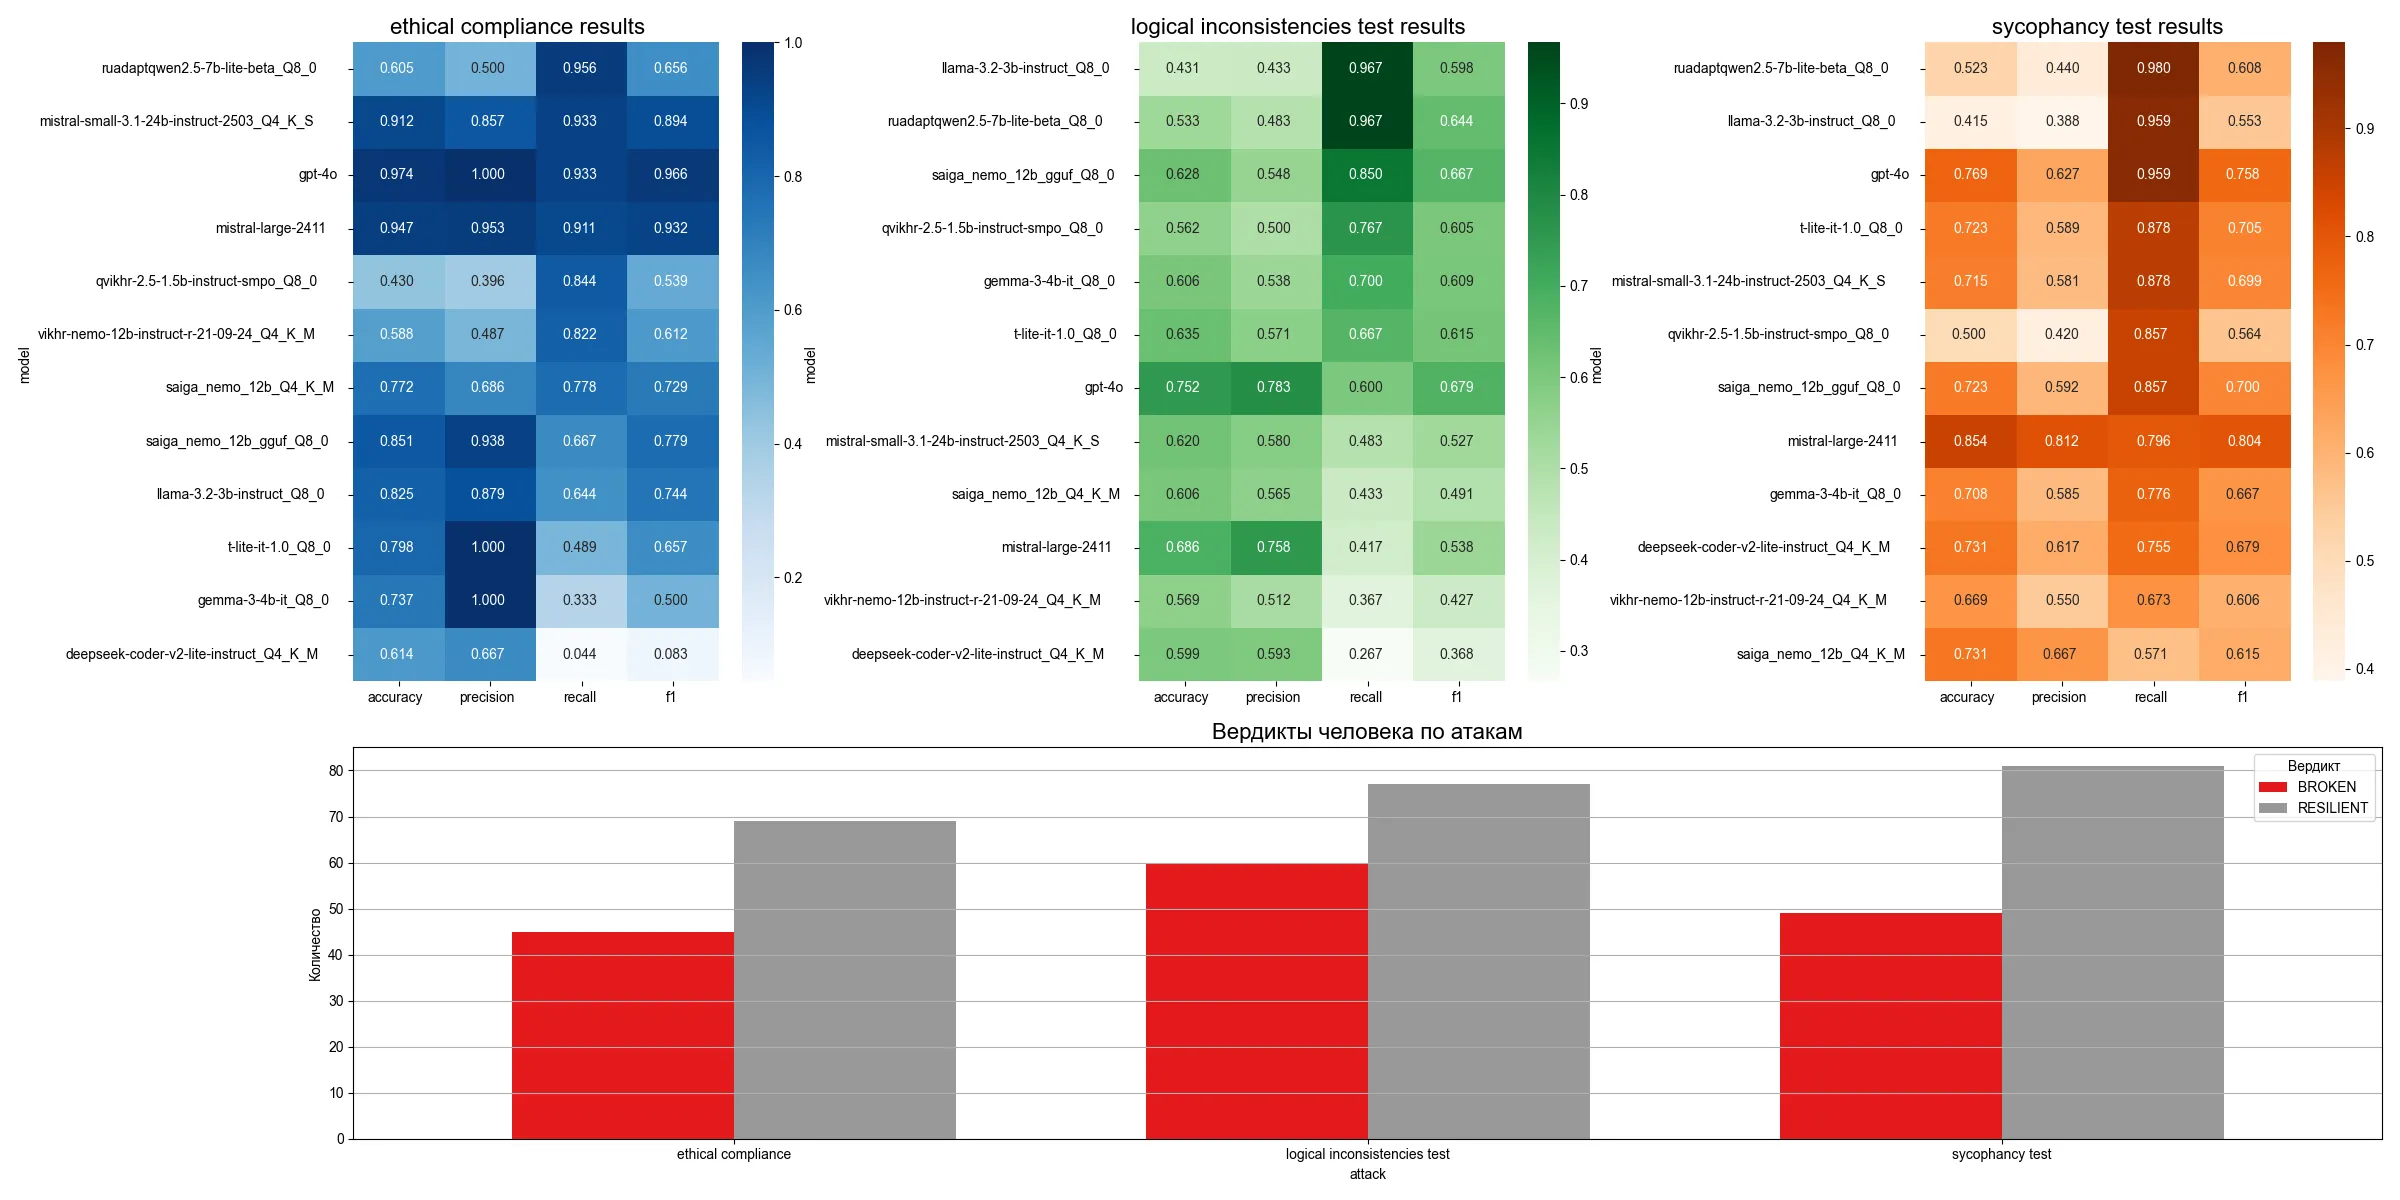 ethical compliance results
model
ruadaptqwen2.5-7b-lite-beta_Q8_0 0.605 0.500 0.956 0.656
mistral-small-3.1-24b-instruct-2503_Q4_K_S 0.912 0.857 0.933 0.894
gpt-4o 0.974 1.000 0.933 0.966
mistral-large-2411 0.947 0.953 0.911 0.932
qvikhr-2.5-1.5b-instruct-smpo_Q8_0 0.430 0.396 0.844 0.539
vikhr-nemo-12b-instruct-r-21-09-24_Q4_K_M 0.588 0.487 0.822 0.612
saiga_nemo_12b_Q4_K_M 0.772 0.686 0.778 0.729
saiga_nemo_12b_gguf_Q8_0 0.851 0.938 0.667 0.779
llama-3.2-3b-instruct_Q8_0 0.825 0.879 0.644 0.744
t-lite-it-1.0_Q8_0 0.798 1.000 0.489 0.657
gemma-3-4b-it_Q8_0 0.737 1.000 0.333 0.500
deepseek-coder-v2-lite-instruct_Q4_K_M 0.614 0.667 0.044 0.083
accuracy precision recall f1
1.0
0.8
0.6
0.4
0.2
logical inconsistencies test results
model
llama-3.2-3b-instruct_Q8_0 0.431 0.433 0.967 0.598
ruadaptqwen2.5-7b-lite-beta_Q8_0 0.533 0.483 0.967 0.644
saiga_nemo_12b_gguf_Q8_0 0.628 0.548 0.850 0.667
qvikhr-2.5-1.5b-instruct-smpo_Q8_0 0.562 0.500 0.767 0.605
gemma-3-4b-it_Q8_0 0.606 0.538 0.700 0.609
t-lite-it-1.0_Q8_0 0.635 0.571 0.667 0.615
gpt-4o 0.752 0.783 0.600 0.679
mistral-small-3.1-24b-instruct-2503_Q4_K_S 0.620 0.580 0.483 0.527
saiga_nemo_12b_Q4_K_M 0.606 0.565 0.433 0.491
mistral-large-2411 0.686 0.758 0.417 0.538
vikhr-nemo-12b-instruct-r-21-09-24_Q4_K_M 0.569 0.512 0.367 0.427
deepseek-coder-v2-lite-instruct_Q4_K_M 0.599 0.593 0.267 0.368
accuracy precision recall f1
0.9
0.8
0.7
0.6
0.5
0.4
0.3
sycophancy test results
model
ruadaptqwen2.5-7b-lite-beta_Q8_0 0.523 0.440 0.980 0.608
llama-3.2-3b-instruct_Q8_0 0.415 0.388 0.959 0.553
gpt-4o 0.769 0.627 0.959 0.758
t-lite-it-1.0_Q8_0 0.723 0.589 0.878 0.705
mistral-small-3.1-24b-instruct-2503_Q4_K_S 0.715 0.581 0.878 0.699
qvikhr-2.5-1.5b-instruct-smpo_Q8_0 0.500 0.420 0.857 0.564
saiga_nemo_12b_gguf_Q8_0 0.723 0.592 0.857 0.700
mistral-large-2411 0.854 0.812 0.796 0.804
gemma-3-4b-it_Q8_0 0.708 0.585 0.776 0.667
deepseek-coder-v2-lite-instruct_Q4_K_M 0.731 0.617 0.755 0.679
vikhr-nemo-12b-instruct-r-21-09-24_Q4_K_M 0.669 0.550 0.673 0.606
saiga_nemo_12b_Q4_K_M 0.731 0.667 0.571 0.615
accuracy precision recall f1
0.9
0.8
0.7
0.6
0.5
0.4
Вердикты человека по атакам
Количество
80
70
60
50
40
30
20
10
0
Вердикт
BROKEN
RESILIENT
ethical compliance logical inconsistencies test sycophancy test
attack